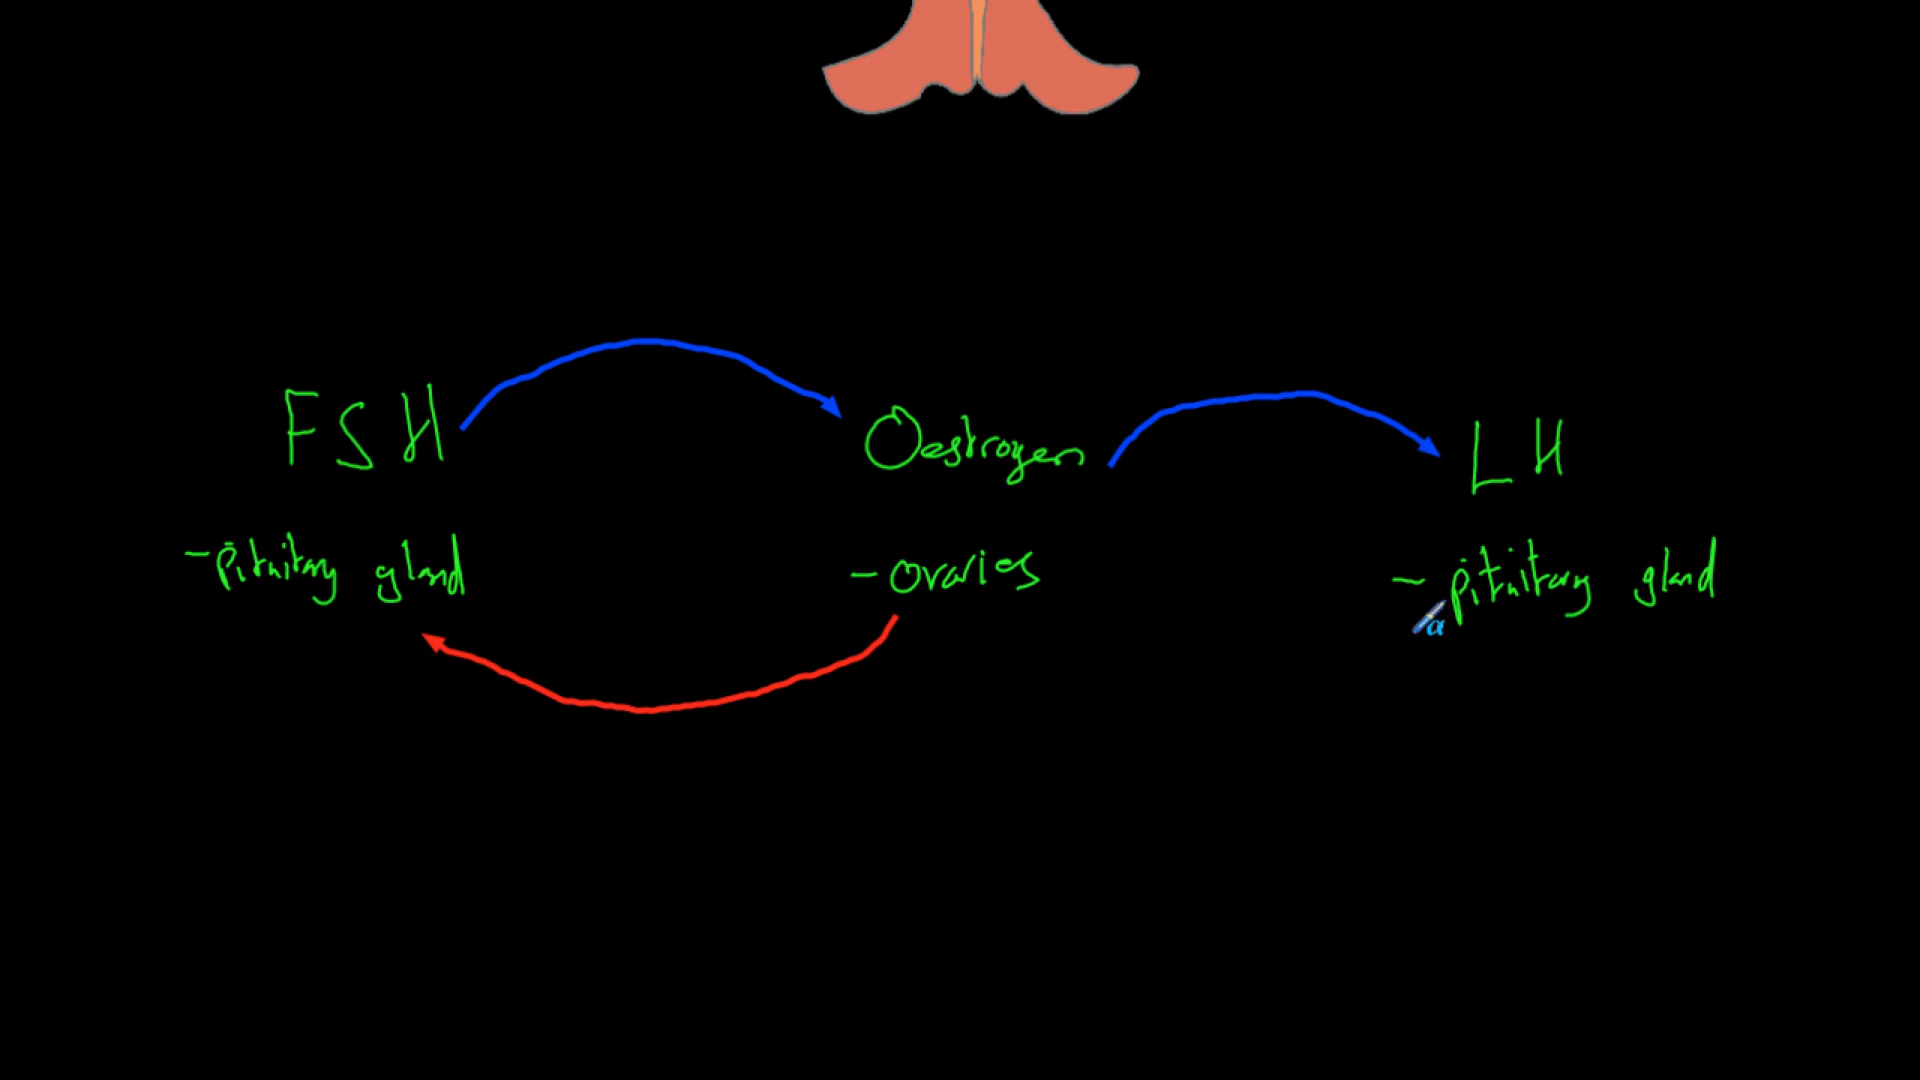 FSH
Oestrogen
LH
- Pituitary gland
- ovaries
- pituitary gland
a